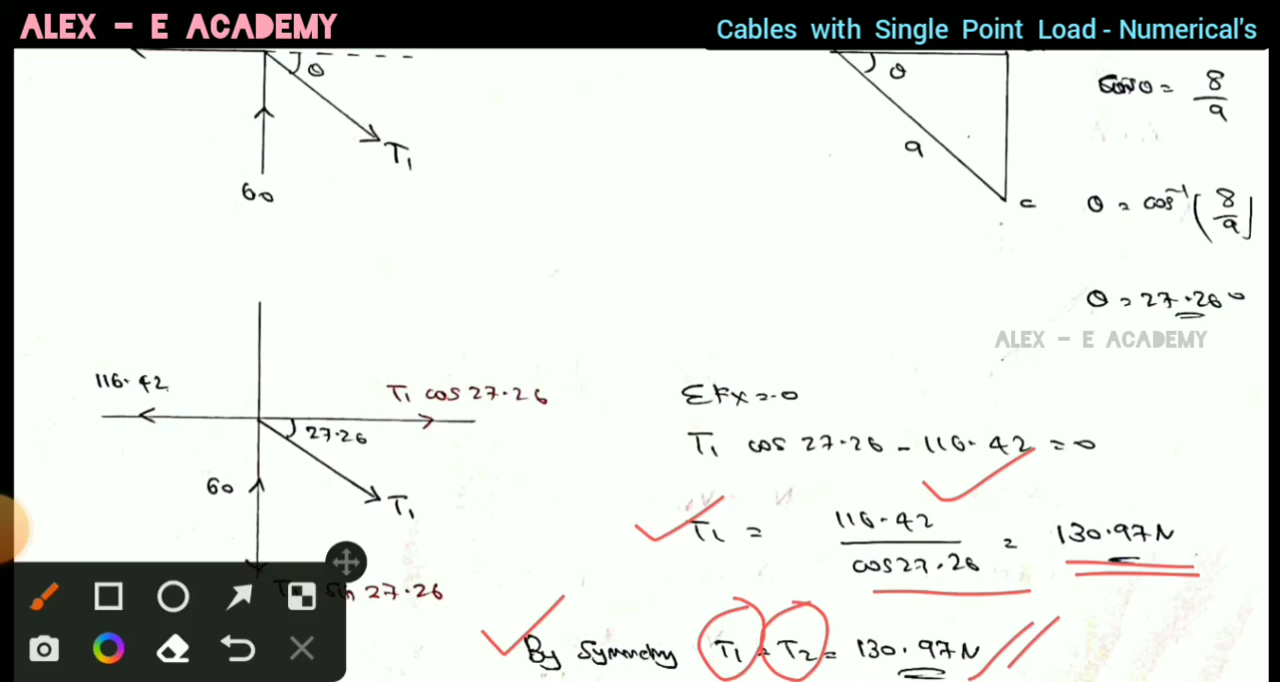 ALEX – E ACADEMY
Cables with Single Point Load - Numerical's
θ
T₁
60
θ
9
c
cosθ = 8/9
θ = cos⁻¹(8/9)
θ = 27.26°
ALEX – E ACADEMY
116.42
T₁ cos 27.26
27.26
60
T₁
sin 27.26
ΣFx = 0
T₁ cos 27.26 - 116.42 = 0
T₁ = 116.42 / cos 27.26 = 130.97N
By Symmetry T₁ = T₂ = 130.97N